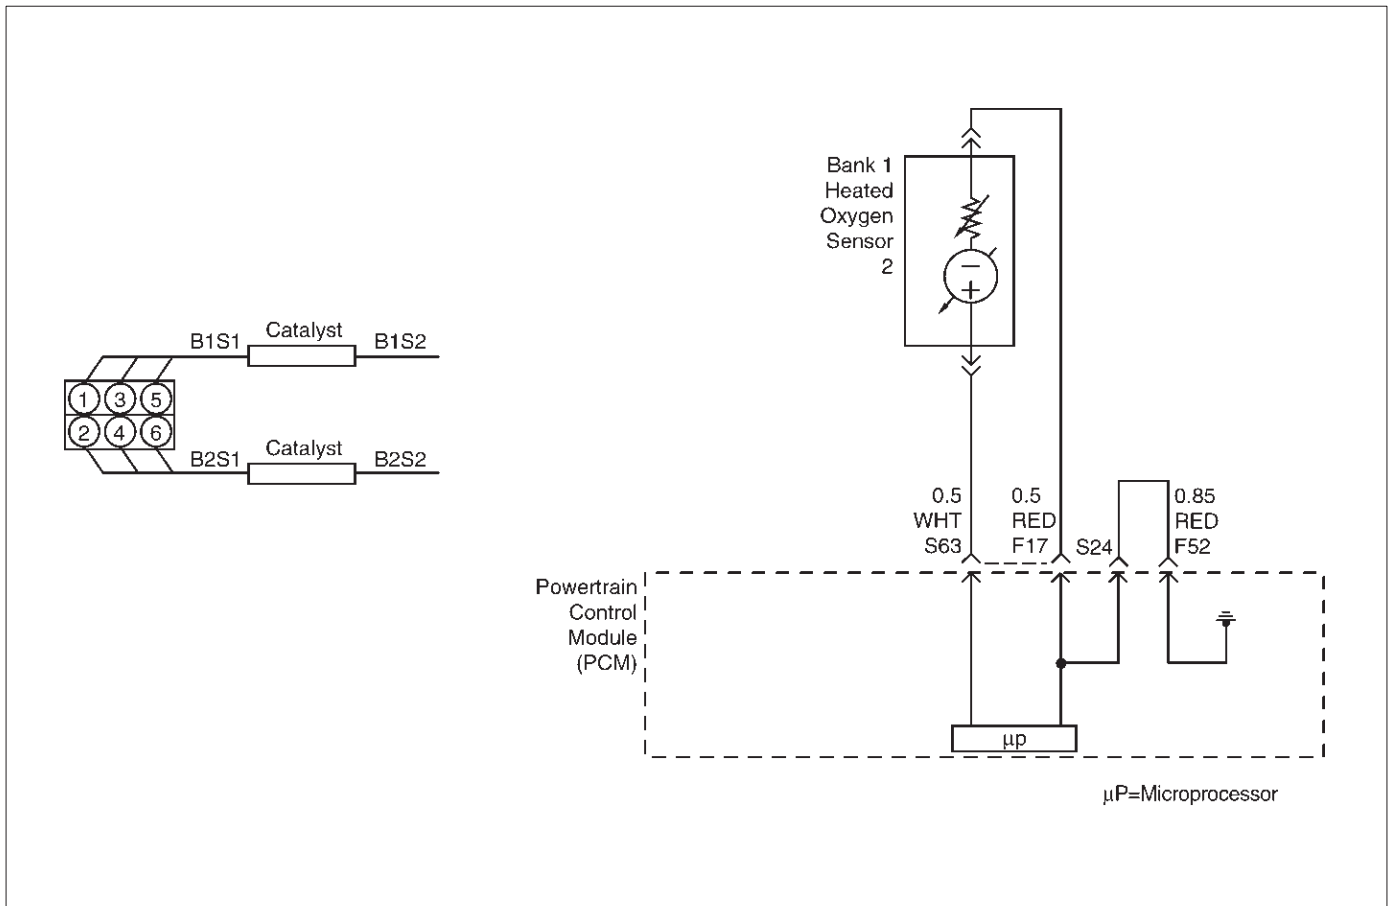 Bank 1
Heated
Oxygen
Sensor
2
B1S1 Catalyst B1S2
1 3 5
2 4 6
B2S1 Catalyst B2S2
0.5 0.5 0.85
WHT RED RED
S63 F17 S24 F52
Powertrain
Control
Module
(PCM)
μp
μP=Microprocessor